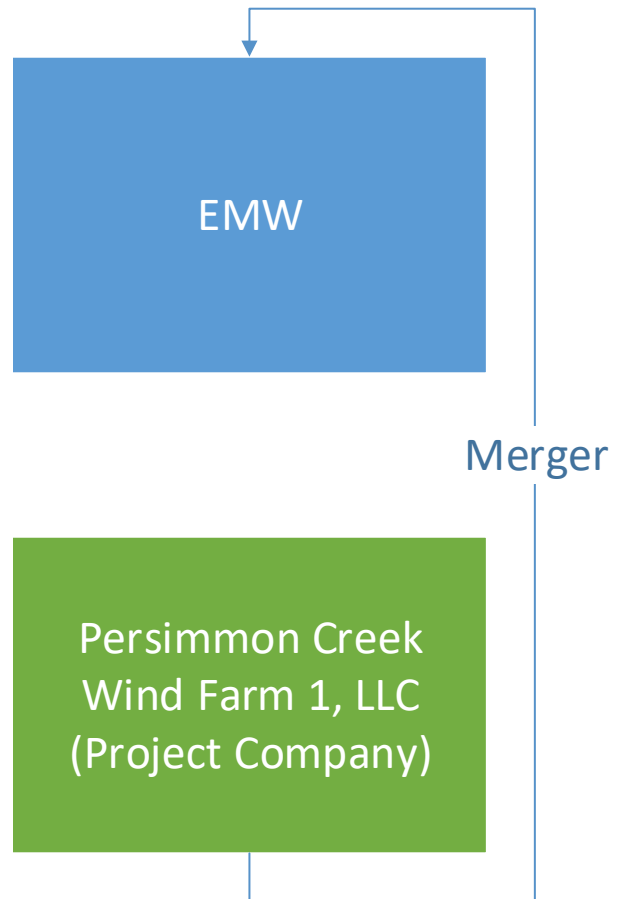 EMW
Merger
Persimmon Creek
Wind Farm 1, LLC
(Project Company)